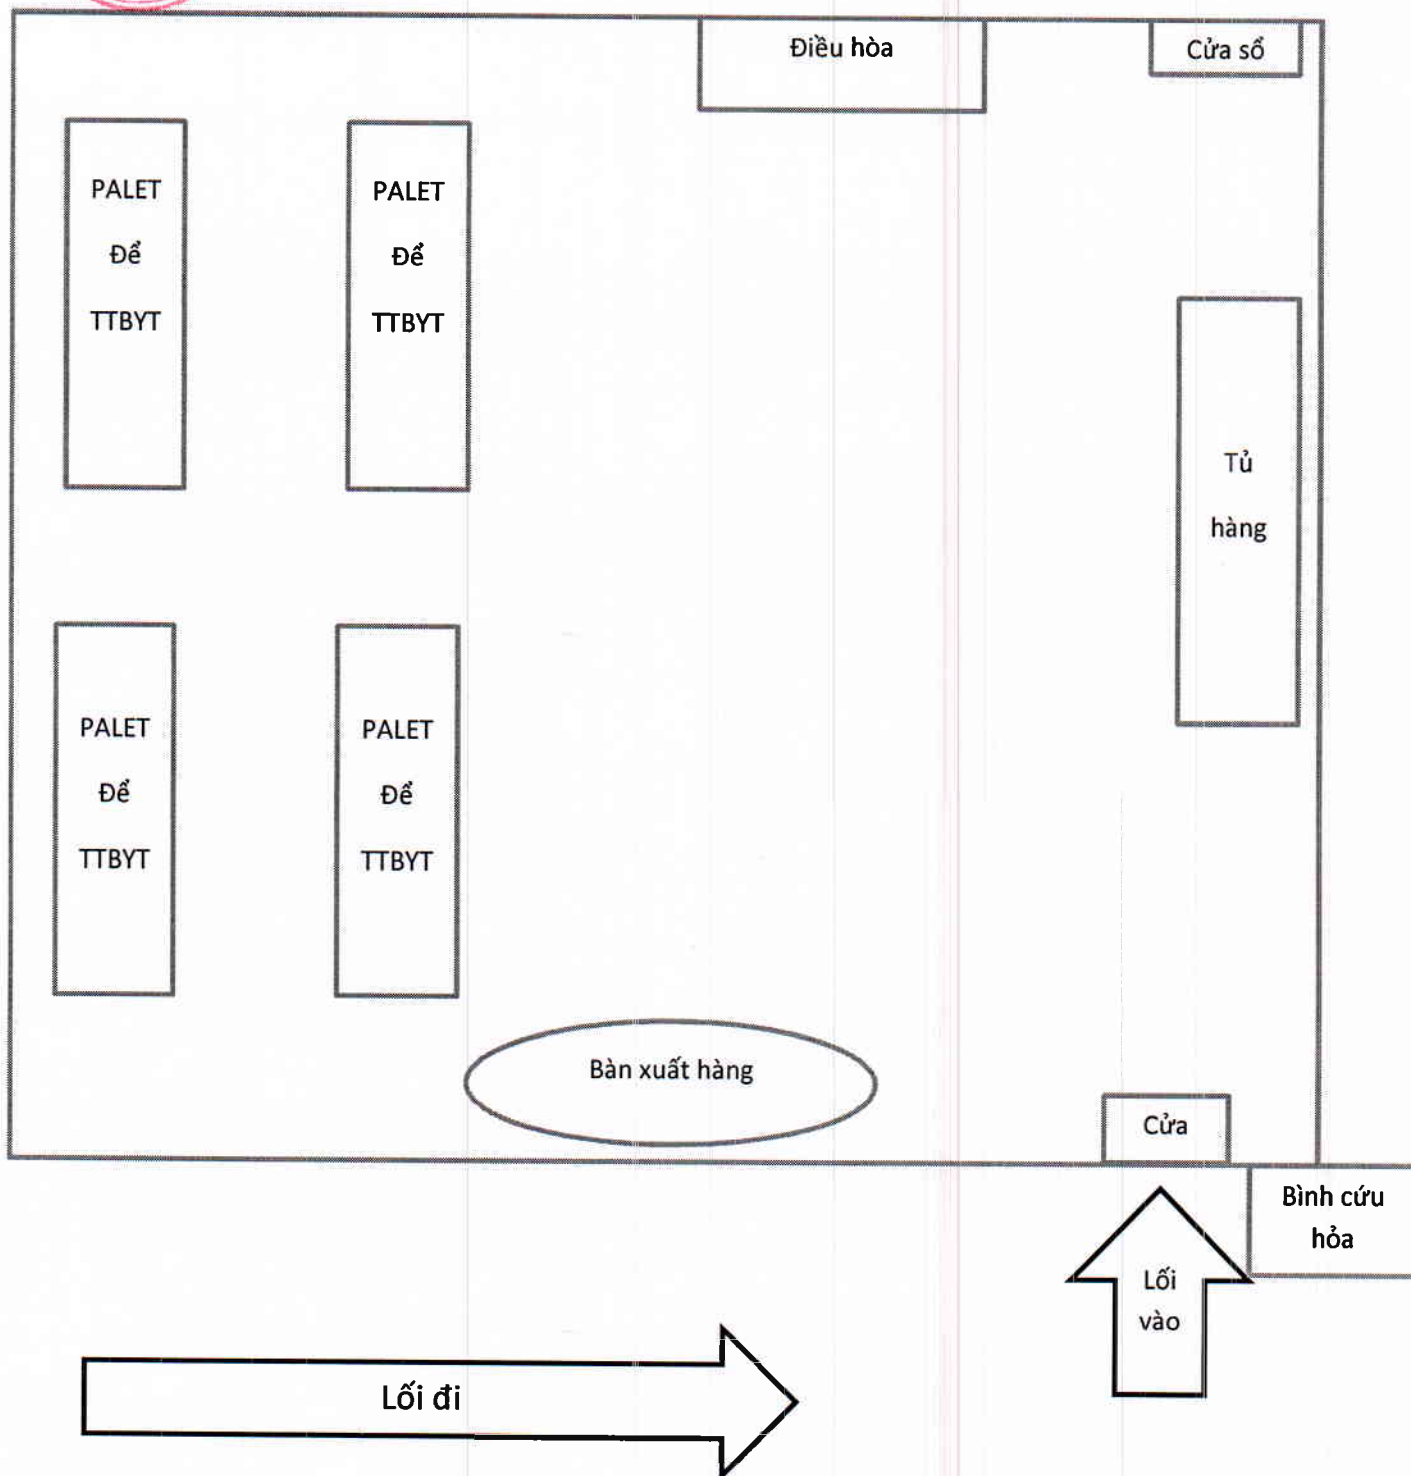 Điều hòa
Cửa sổ
PALET
Để
TTBYT
PALET
Để
TTBYT
Tủ
hàng
PALET
Để
TTBYT
PALET
Để
TTBYT
Bàn xuất hàng
Cửa
Bình cứu
hỏa
Lối
vào
Lối đi